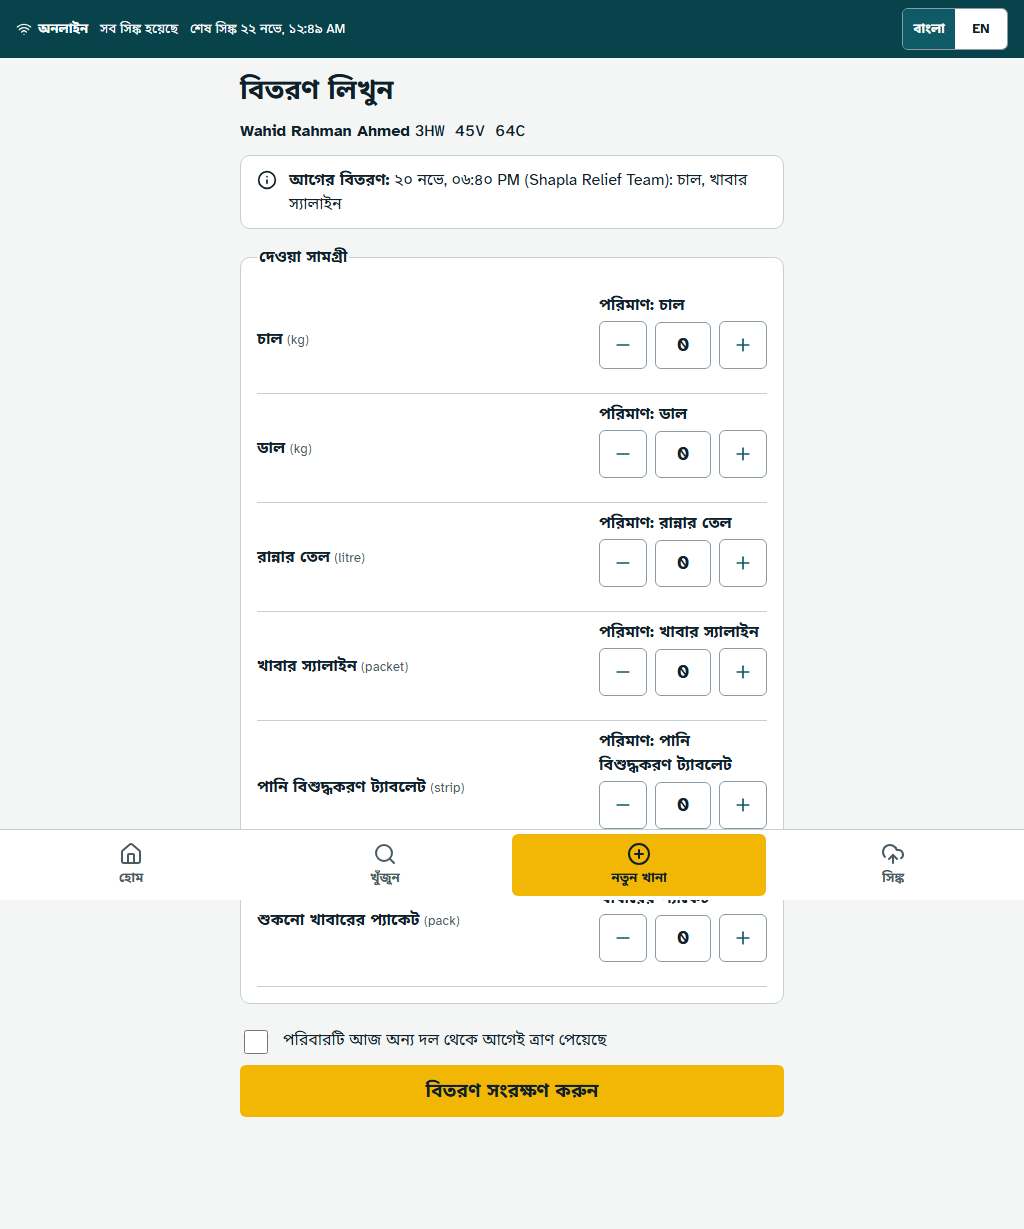 অনলাইন সব সিঙ্ক হয়েছে শেষ সিঙ্ক ২২ নভে, ১২:৪৯ AM
বাংলা EN
বিতরণ লিখুন
Wahid Rahman Ahmed 3HW 45V 64C
আগের বিতরণ: ২০ নভে, ০৬:৪০ PM (Shapla Relief Team): চাল, খাবার
স্যালাইন
দেওয়া সামগ্রী
পরিমাণ: চাল
চাল (kg)
0
পরিমাণ: ডাল
ডাল (kg)
0
পরিমাণ: রান্নার তেল
রান্নার তেল (litre)
0
পরিমাণ: খাবার স্যালাইন
খাবার স্যালাইন (packet)
0
পরিমাণ: পানি
বিশুদ্ধকরণ ট্যাবলেট
পানি বিশুদ্ধকরণ ট্যাবলেট (strip)
0
হোম
খুঁজুন
নতুন খানা
সিঙ্ক
শুকনো খাবারের প্যাকেট (pack)
0
পরিবারটি আজ অন্য দল থেকে আগেই ত্রাণ পেয়েছে
বিতরণ সংরক্ষণ করুন